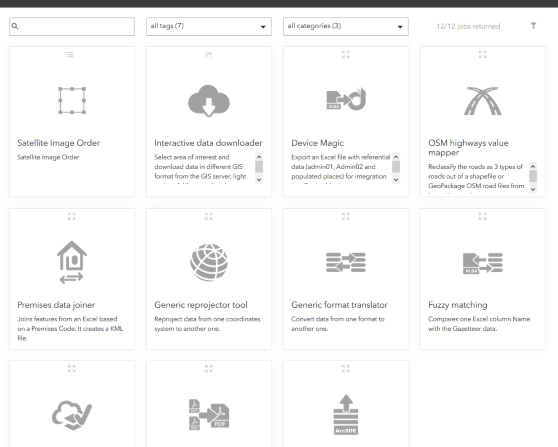 all tags (7)
all categories (3)
12/12 jobs returned
Satellite Image Order
Satellite Image Order
Interactive data downloader
Select area of interest and
download data in different GIS
format from the GIS server, light
XLSX
Device Magic
Export an Excel file with referential
data (admin01, Admin02 and
populated places) for integration
OSM highways value
mapper
Reclassify the roads as 3 types of
roads out of a shapefile or
GeoPackage OSM road files from
Premises data joiner
Joins features from an Excel based
on a Premises Code. It creates a KML
file.
Generic reprojector tool
Reproject data from one coordinates
system to another one.
Generic format translator
Convert data from one format to
another one.
XLSX
Fuzzy matching
Compares one Excel column Name
with the Gazetteer data.
PDF
ArcSDE